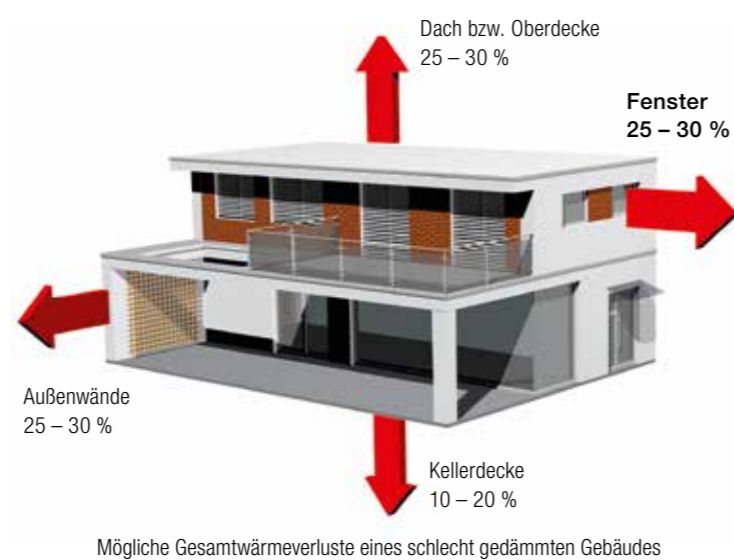 Dach bzw. Oberdecke
25 – 30 %
Fenster
25 – 30 %
Außenwände
25 – 30 %
Kellerdecke
10 – 20 %
Mögliche Gesamtwärmeverluste eines schlecht gedämmten Gebäudes